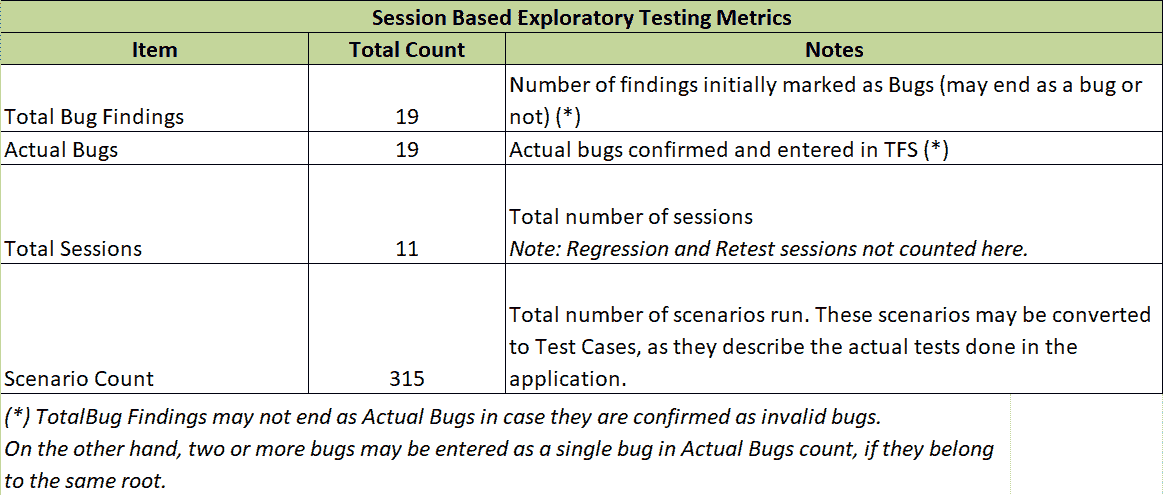 Session Based Exploratory Testing Metrics
Item Total Count Notes
Number of findings initially marked as Bugs (may end as a bug or
Total Bug Findings 19 not) (*)
Actual Bugs 19 Actual bugs confirmed and entered in TFS (*)
Total number of sessions
Total Sessions 11 Note: Regression and Retest sessions not counted here.
Total number of scenarios run. These scenarios may be converted
to Test Cases, as they describe the actual tests done in the
Scenario Count 315 application.
(*) TotalBug Findings may not end as Actual Bugs in case they are confirmed as invalid bugs.
On the other hand, two or more bugs may be entered as a single bug in Actual Bugs count, if they belong
to the same root.